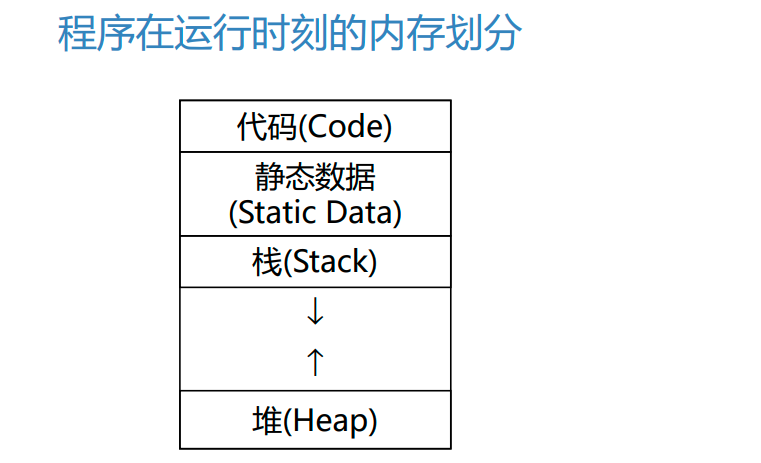 程序在运行时刻的内存划分
代码(Code)
静态数据
(Static Data)
栈(Stack)
↓
↑
堆(Heap)